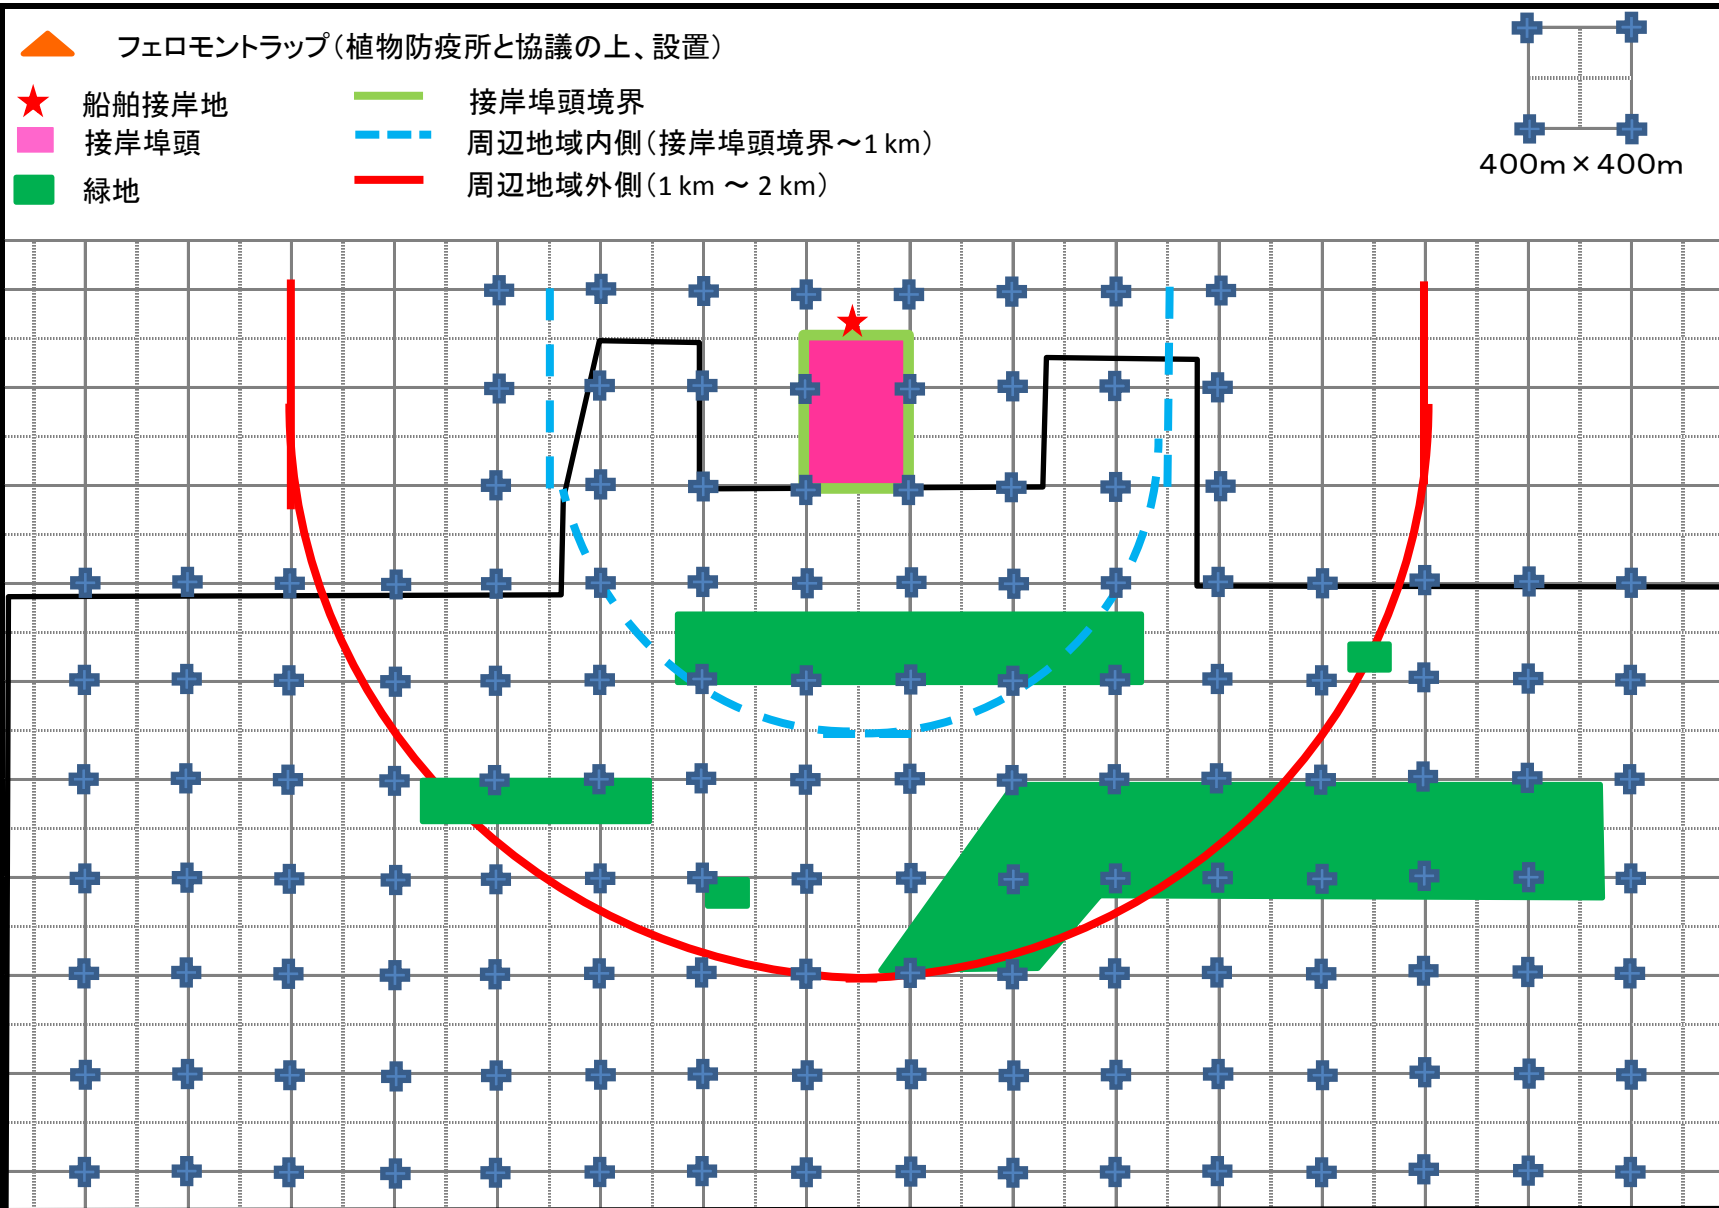 フェロモントラップ（植物防疫所と協議の上、設置）
船舶接岸地
接岸埠頭境界
接岸埠頭
周辺地域内側（接岸埠頭境界～1 km）
緑地
周辺地域外側（1 km ～ 2 km）
400m×400m